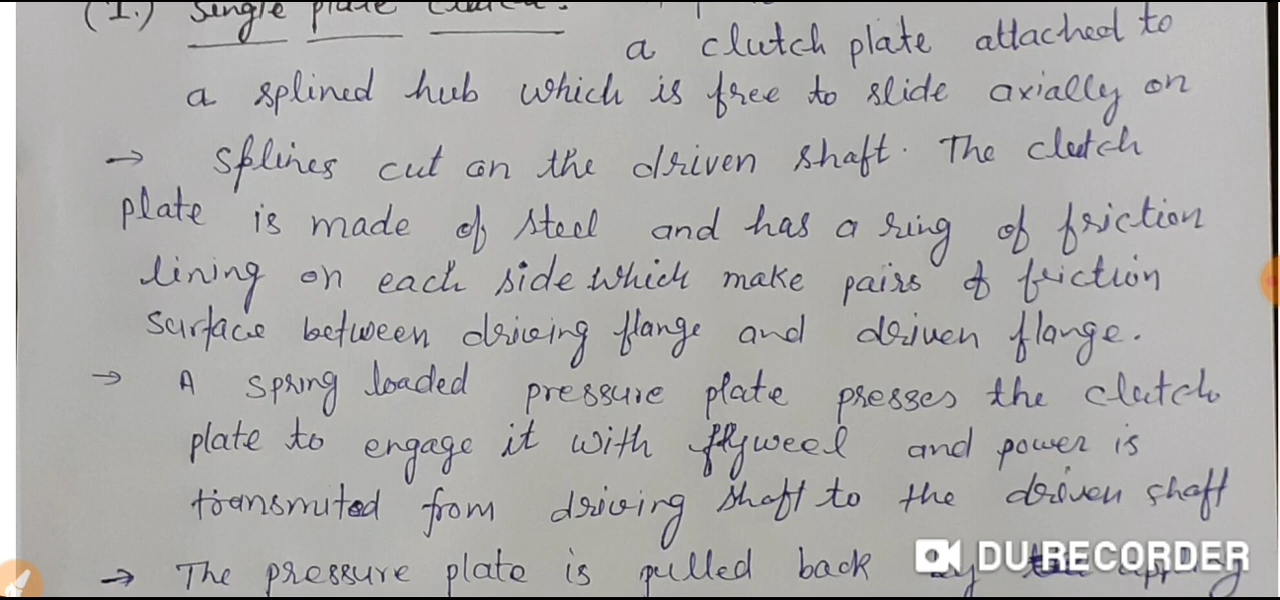 (I.) Single plate clutch:
a clutch plate attached to
a splined hub which is free to slide axially on
→ splines cut on the driven shaft. The clutch
plate is made of steel and has a ring of friction
lining on each side which make pairs of friction
surface between driving flange and driven flange.
→ A spring loaded pressure plate presses the clutch
plate to engage it with flyweel and power is
transmited from driving shaft to the driven shaft
→ The pressure plate is pulled back by
DU RECORDER